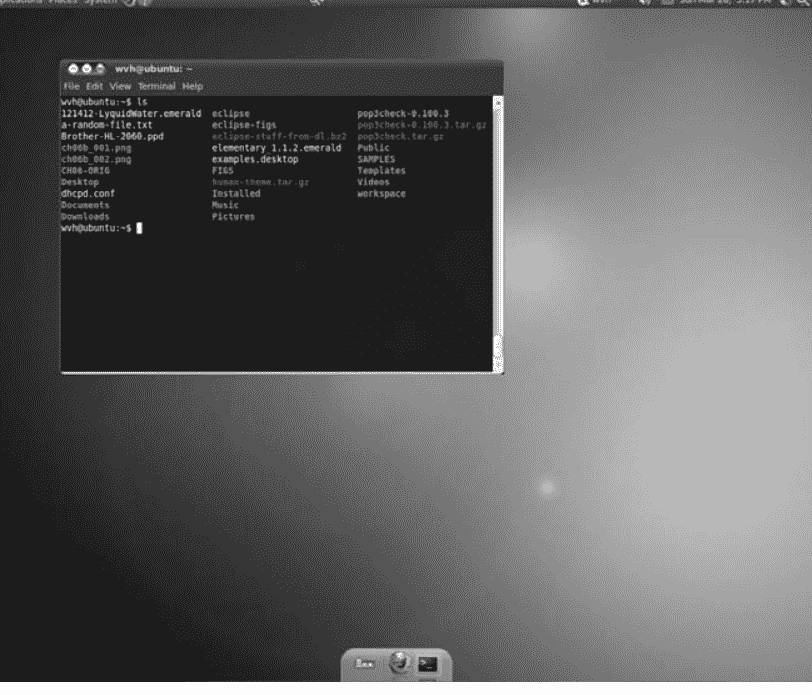 Places System
wvh@ubuntu: ~
File Edit View Terminal Help
wvh@ubuntu:~$ ls
121412-LyquidWater.emerald eclipse pop3check-0.100.3
a-random-file.txt eclipse-figs pop3check-0.100.3.tar.gz
Brother-HL-2060.ppd eclipse-stuff-from-dl.bz2 pop3check.tar.gz
ch06b_001.png elementary_1.1.2.emerald Public
ch06b_002.png examples.desktop SAMPLES
CH06-ORIG FIGS Templates
Desktop human-theme.tar.gz Videos
dhcpd.conf Installed workspace
Documents Music
Downloads Pictures
wvh@ubuntu:~$